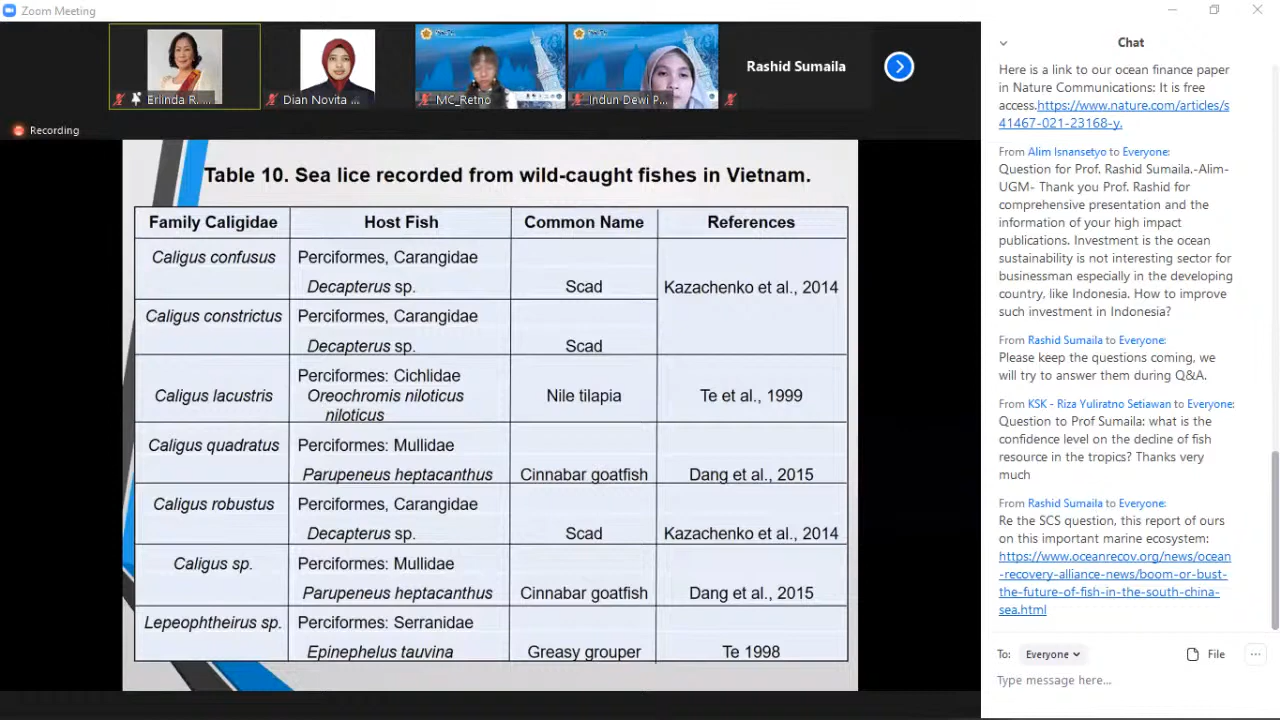 Zoom Meeting
Erlinda R. ...
Dian Novita ...
MC_Retno
Indun Dewi P...
Rashid Sumaila
Recording
Table 10. Sea lice recorded from wild-caught fishes in Vietnam.
Family Caligidae Host Fish Common Name References
Caligus confusus Perciformes, Carangidae
Decapterus sp. Scad Kazachenko et al., 2014
Caligus constrictus Perciformes, Carangidae
Decapterus sp. Scad
Perciformes: Cichlidae
Caligus lacustris Oreochromis niloticus Nile tilapia Te et al., 1999
niloticus
Caligus quadratus Perciformes: Mullidae
Parupeneus heptacanthus Cinnabar goatfish Dang et al., 2015
Caligus robustus Perciformes, Carangidae
Decapterus sp. Scad Kazachenko et al., 2014
Caligus sp. Perciformes: Mullidae
Parupeneus heptacanthus Cinnabar goatfish Dang et al., 2015
Lepeophtheirus sp. Perciformes: Serranidae
Epinephelus tauvina Greasy grouper Te 1998
Chat
Here is a link to our ocean finance paper
in Nature Communications: It is free
access.https://www.nature.com/articles/s
41467-021-23168-y.
From Alim Isnansetyo to Everyone:
Question for Prof. Rashid Sumaila.-Alim-
UGM- Thank you Prof. Rashid for
comprehensive presentation and the
information of your high impact
publications. Investment is the ocean
sustainability is not interesting sector for
businessman especially in the developing
country, like Indonesia. How to improve
such investment in Indonesia?
From Rashid Sumaila to Everyone:
Please keep the questions coming, we
will try to answer them during Q&A.
From KSK - Riza Yuliratno Setiawan to Everyone:
Question to Prof Sumaila: what is the
confidence level on the decline of fish
resource in the tropics? Thanks very
much
From Rashid Sumaila to Everyone:
Re the SCS question, this report of ours
on this important marine ecosystem:
https://www.oceanrecov.org/news/ocean
-recovery-alliance-news/boom-or-bust-
the-future-of-fish-in-the-south-china-
sea.html
To: Everyone File ...
Type message here...